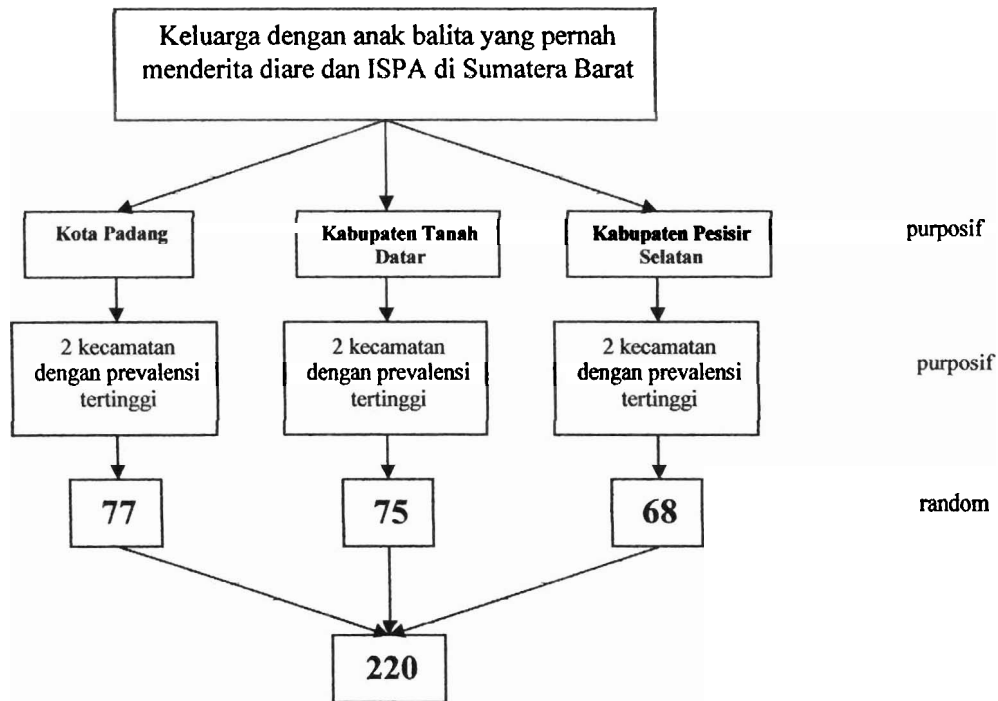 Keluarga dengan anak balita yang pernah
menderita diare dan ISPA di Sumatera Barat
Kota Padang
Kabupaten Tanah
Datar
Kabupaten Pesisir
Selatan
purposif
2 kecamatan
dengan prevalensi
tertinggi
2 kecamatan
dengan prevalensi
tertinggi
2 kecamatan
dengan prevalensi
tertinggi
purposif
77
75
68
random
220